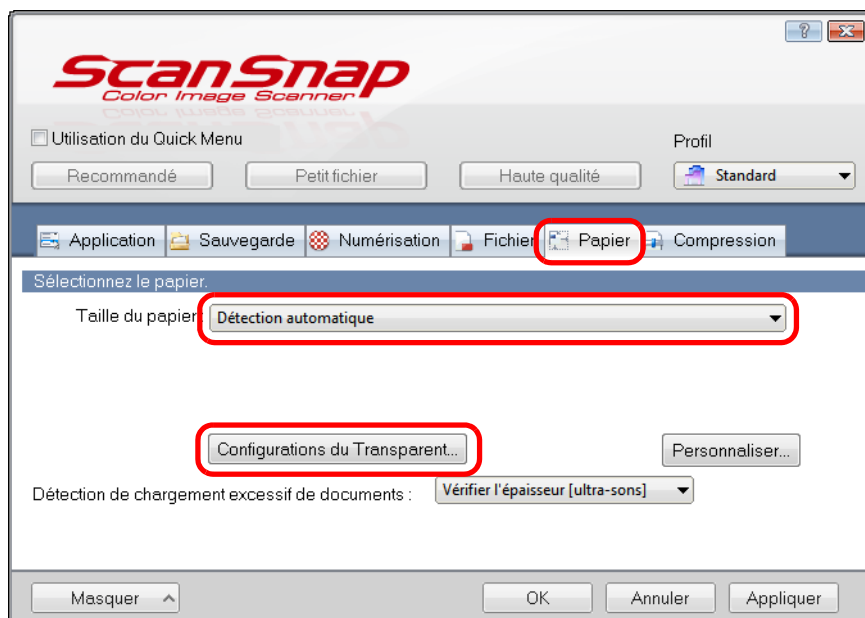 ScanSnap
Color Image Scanner
Utilisation du Quick Menu
Profil
Recommandé Petit fichier Haute qualité Standard
Application Sauvegarde Numérisation Fichier Papier Compression
Sélectionnez le papier.
Taille du papier: Détection automatique
Configurations du Transparent... Personnaliser...
Détection de chargement excessif de documents : Vérifier l'épaisseur [ultra-sons]
Masquer OK Annuler Appliquer